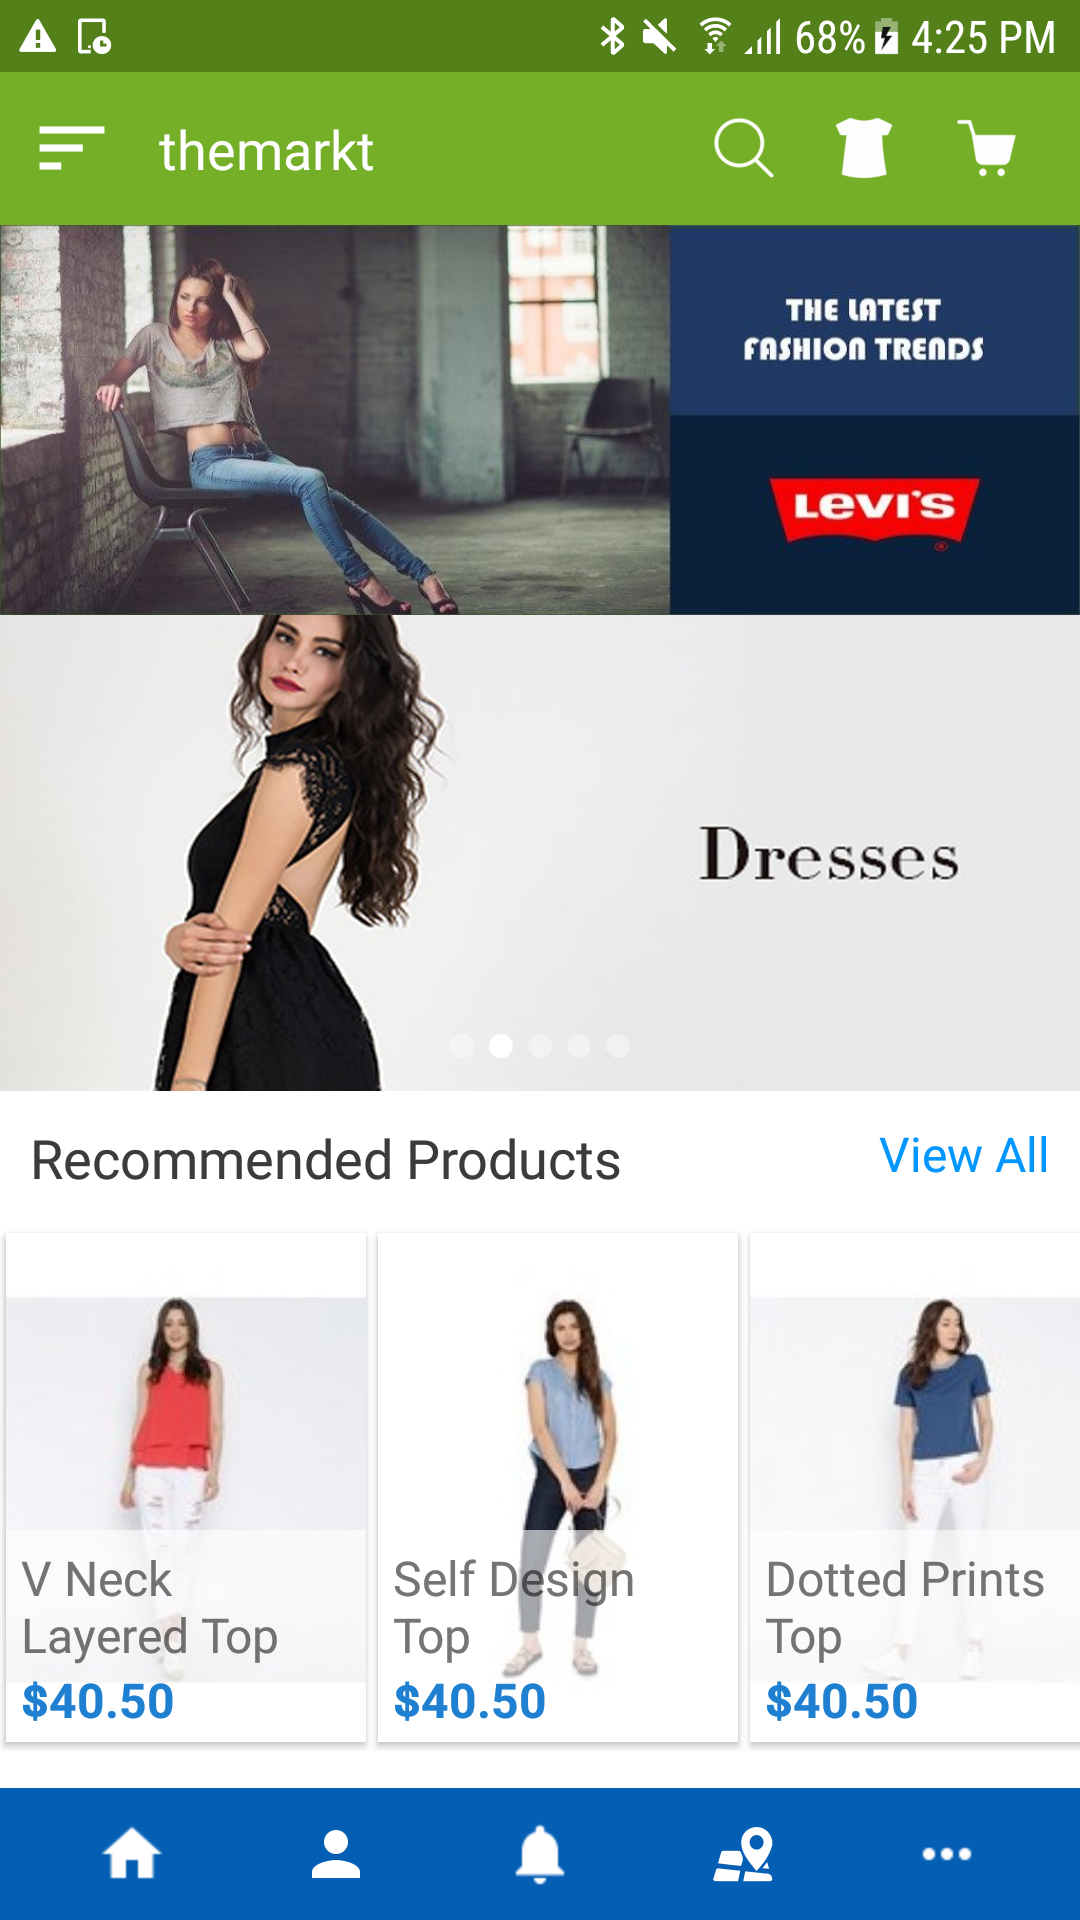 68% 4:25 PM
themarkt
THE LATEST
FASHION TRENDS
LEVI'S
®
Dresses
Recommended Products
View All
V Neck
Layered Top
$40.50
Self Design
Top
$40.50
Dotted Prints
Top
$40.50